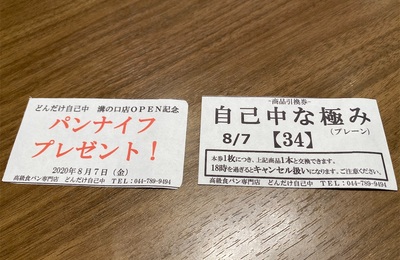 どんだけ自己中 溝の口店OPEN記念
パンナイフ
プレゼント!
2020年8月7日(金)
高級食パン専門店 どんだけ自己中 TEL:044-789-9494
-商品引換券-
自己中な極み
(プレーン)
8/7 【34】
本券1枚につき、上記商品1本と交換できます。
18時を過ぎるとキャンセル扱いになります。ご注意ください。
高級食パン専門店 どんだけ自己中 TEL:044-789-9494